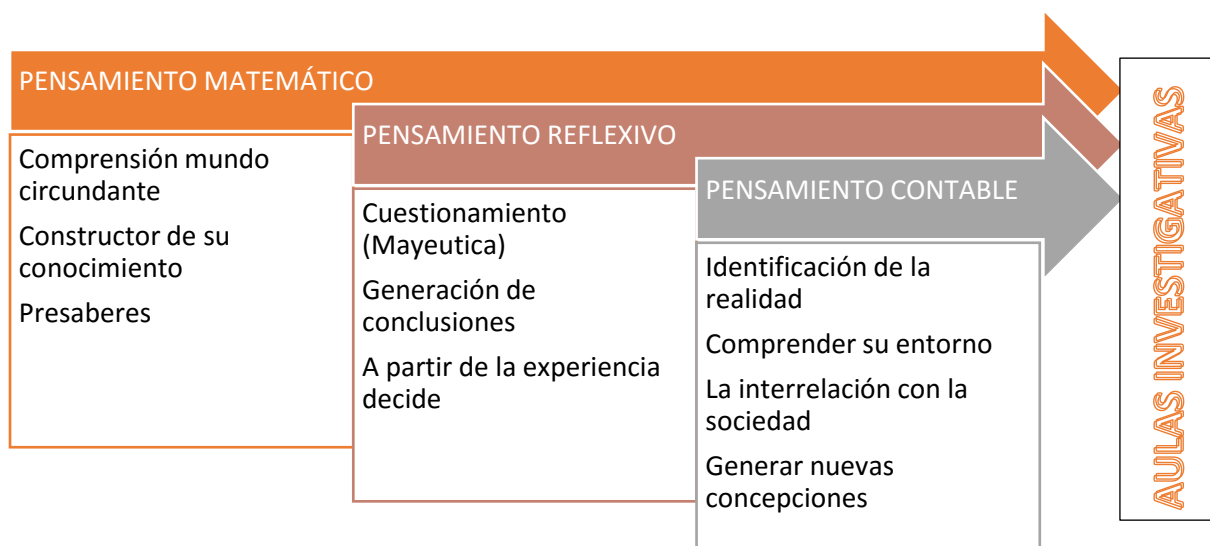 PENSAMIENTO MATEMÁTICO
Comprensión mundo
circundante
Constructor de su
conocimiento
Presaberes
PENSAMIENTO REFLEXIVO
Cuestionamiento
(Mayeutica)
Generación de
conclusiones
A partir de la experiencia
decide
PENSAMIENTO CONTABLE
Identificación de la
realidad
Comprender su entorno
La interrelación con la
sociedad
Generar nuevas
concepciones
AULAS INVESTIGATIVAS